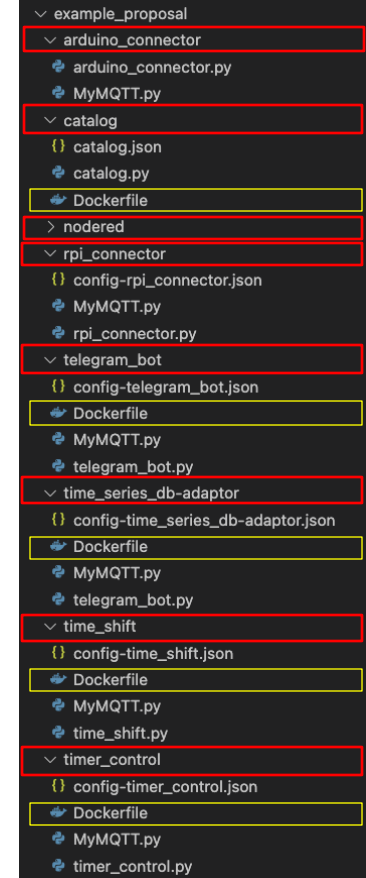 example_proposal
arduino_connector
arduino_connector.py
MyMQTT.py
catalog
{} catalog.json
catalog.py
Dockerfile
nodered
rpi_connector
{} config-rpi_connector.json
MyMQTT.py
rpi_connector.py
telegram_bot
{} config-telegram_bot.json
Dockerfile
MyMQTT.py
telegram_bot.py
time_series_db-adaptor
{} config-time_series_db-adaptor.json
Dockerfile
MyMQTT.py
telegram_bot.py
time_shift
{} config-time_shift.json
Dockerfile
MyMQTT.py
time_shift.py
timer_control
{} config-timer_control.json
Dockerfile
MyMQTT.py
timer_control.py